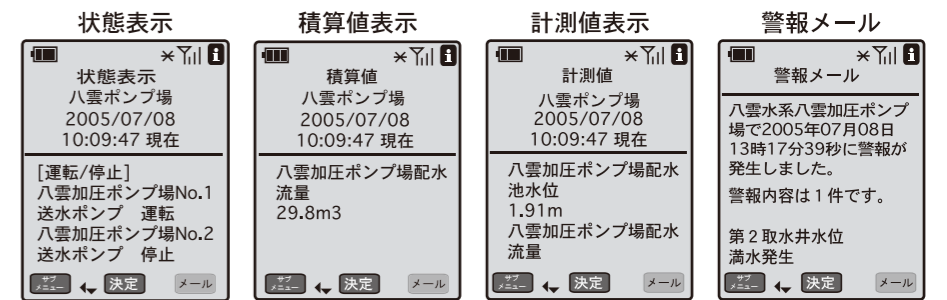 状態表示
状態表示
八雲ポンプ場
2005/07/08
10:09:47 現在
[運転/停止]
八雲加圧ポンプ場No.1
送水ポンプ　運転
八雲加圧ポンプ場No.2
送水ポンプ　停止
サブ
メニュー
決定
メール
積算値表示
積算値
八雲ポンプ場
2005/07/08
10:09:47 現在
八雲加圧ポンプ場配水
流量
29.8m3
サブ
メニュー
決定
メール
計測値表示
計測値
八雲ポンプ場
2005/07/08
10:09:47 現在
八雲加圧ポンプ場配水
池水位
1.91m
八雲加圧ポンプ場配水
流量
サブ
メニュー
決定
メール
警報メール
警報メール
八雲水系八雲加圧ポンプ
場で2005年07月08日
13時17分39秒に警報が
発生しました。
警報内容は１件です。
第２取水井水位
満水発生
サブ
メニュー
決定
メール